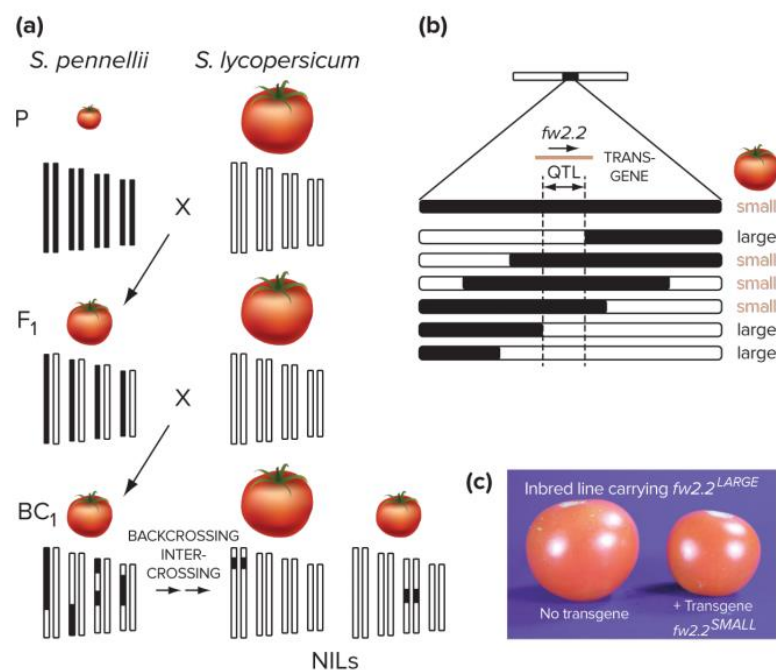 (a)
S. pennellii
S. lycopersicum
P
X
F1
X
BC1
BACKCROSSING
INTER-
CROSSING
NILs
(b)
fw2.2
TRANS-
GENE
QTL
small
large
small
small
small
large
large
(c)
Inbred line carrying fw2.2LARGE
No transgene
+ Transgene
fw2.2SMALL